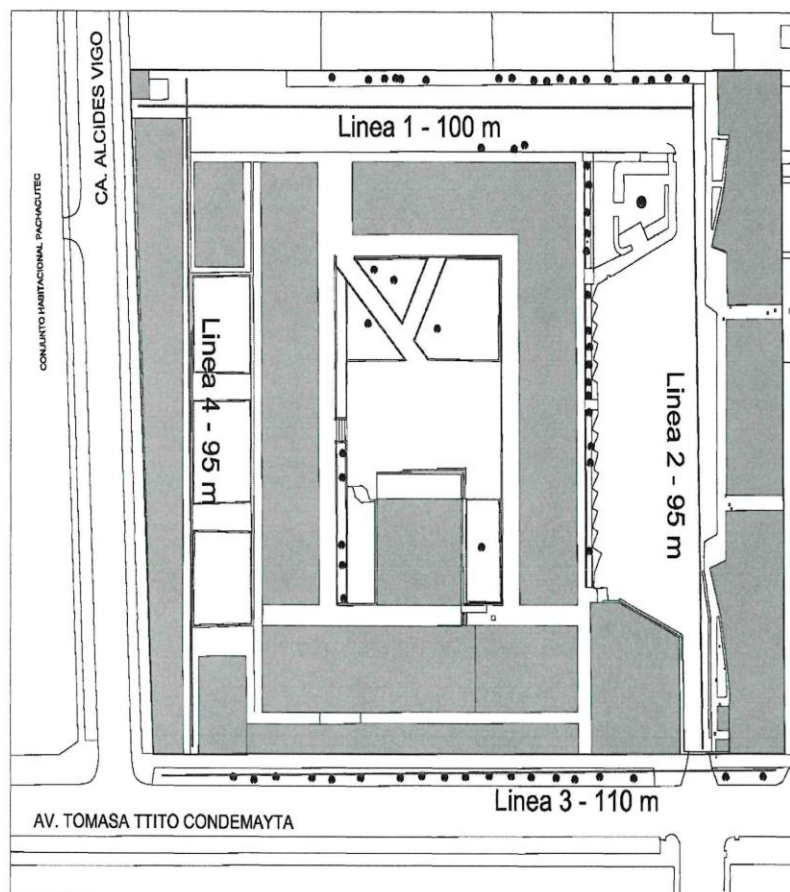 CA. ALCIDES VIGO
CONJUNTO HABITACIONAL PACHACUTEC
Linea 1 - 100 m
Linea 4 - 95 m
Linea 2 - 95 m
Linea 3 - 110 m
AV. TOMASA TTITO CONDEMAYTA